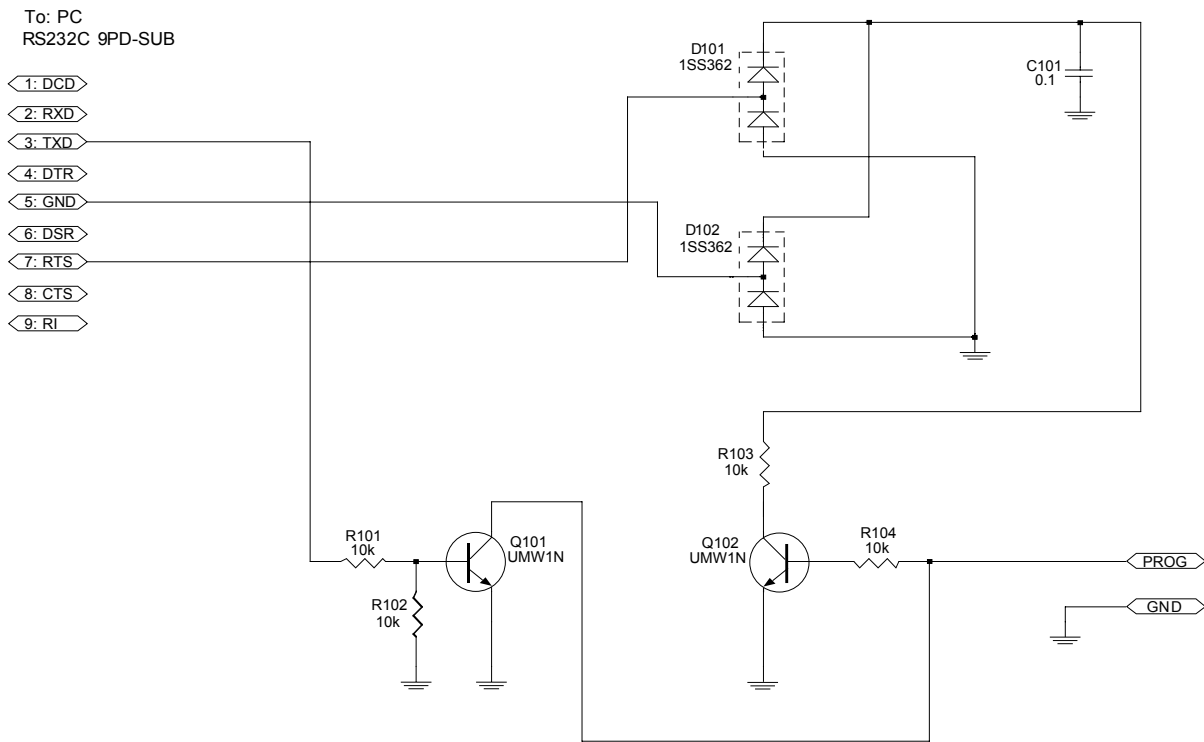 To: PC
RS232C 9PD-SUB
1: DCD
2: RXD
3: TXD
4: DTR
5: GND
6: DSR
7: RTS
8: CTS
9: RI
D101
1SS362
C101
0.1
D102
1SS362
R103
10k
R101
10k
Q101
UMW1N
R102
10k
Q102
UMW1N
R104
10k
PROG
GND